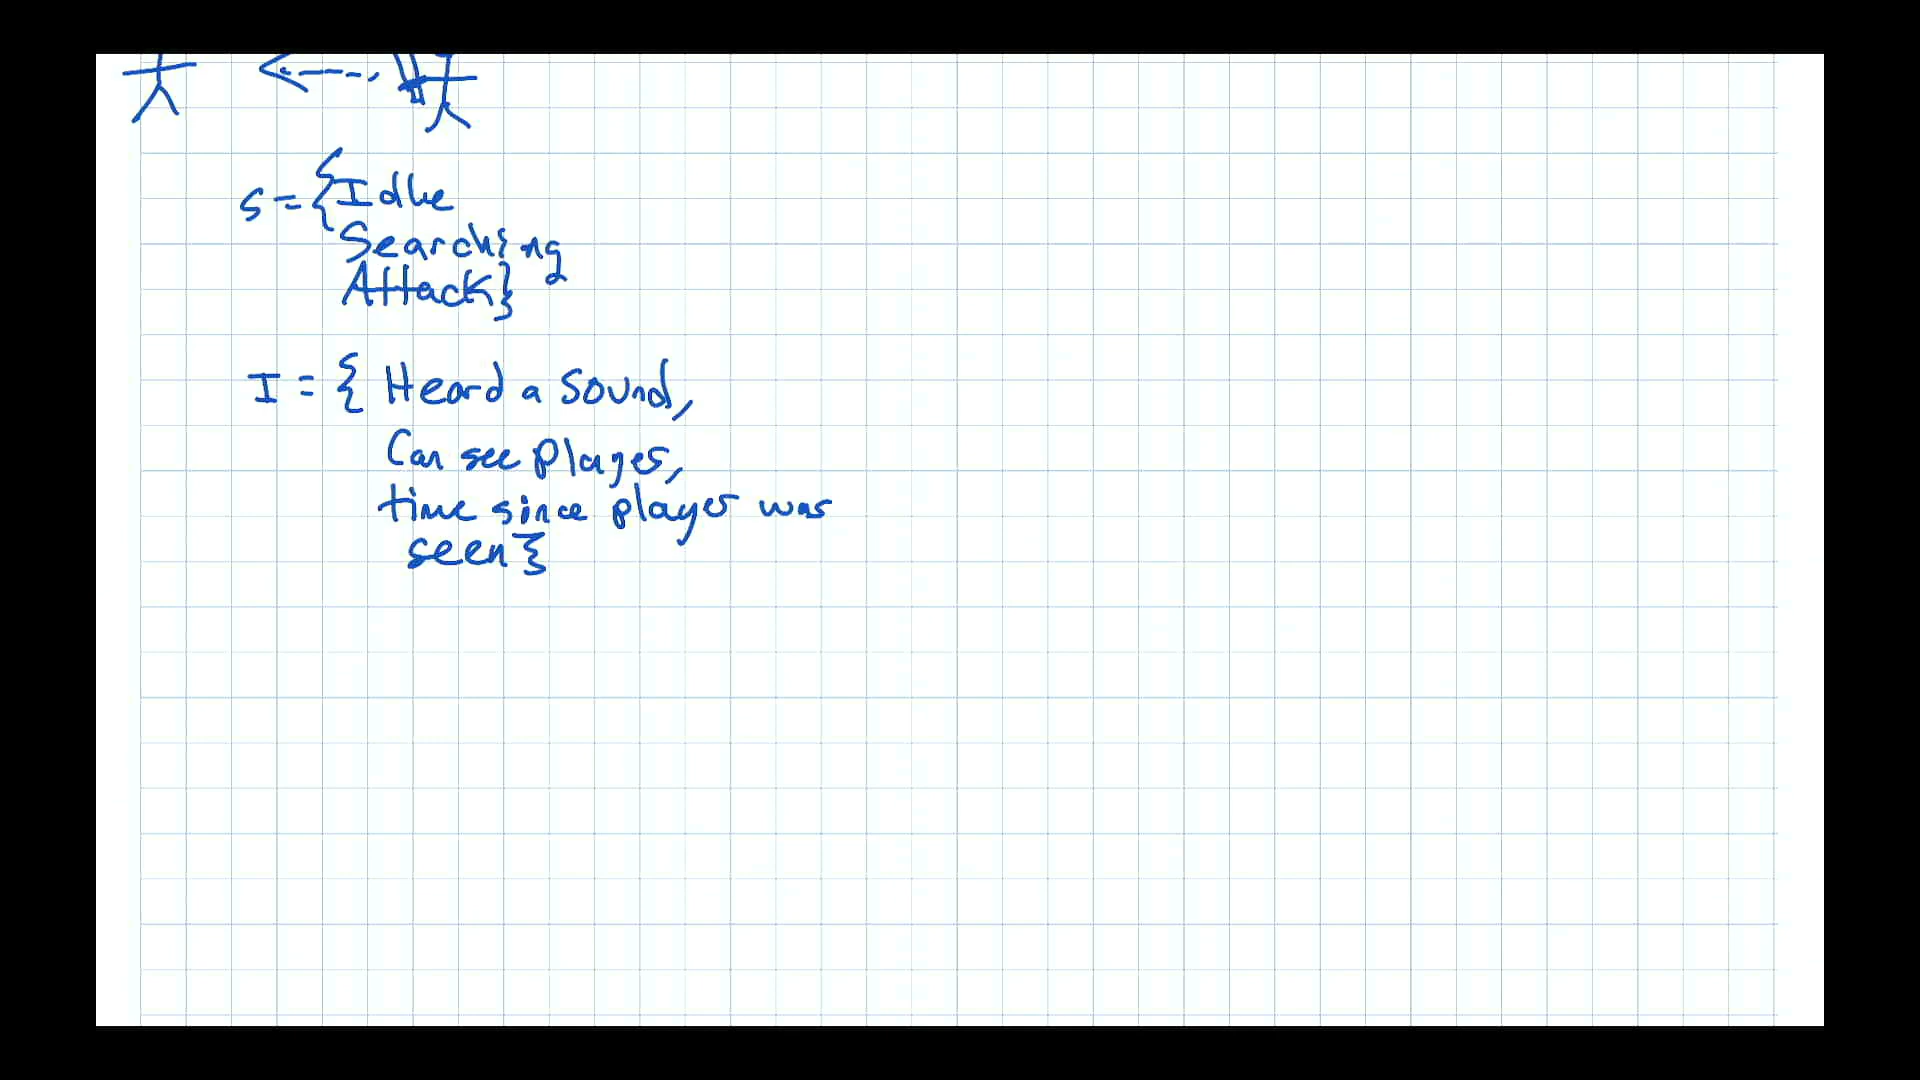 S = { Idle
Searching
Attack}
I = { Heard a sound,
Can see player,
time since player was
seen}